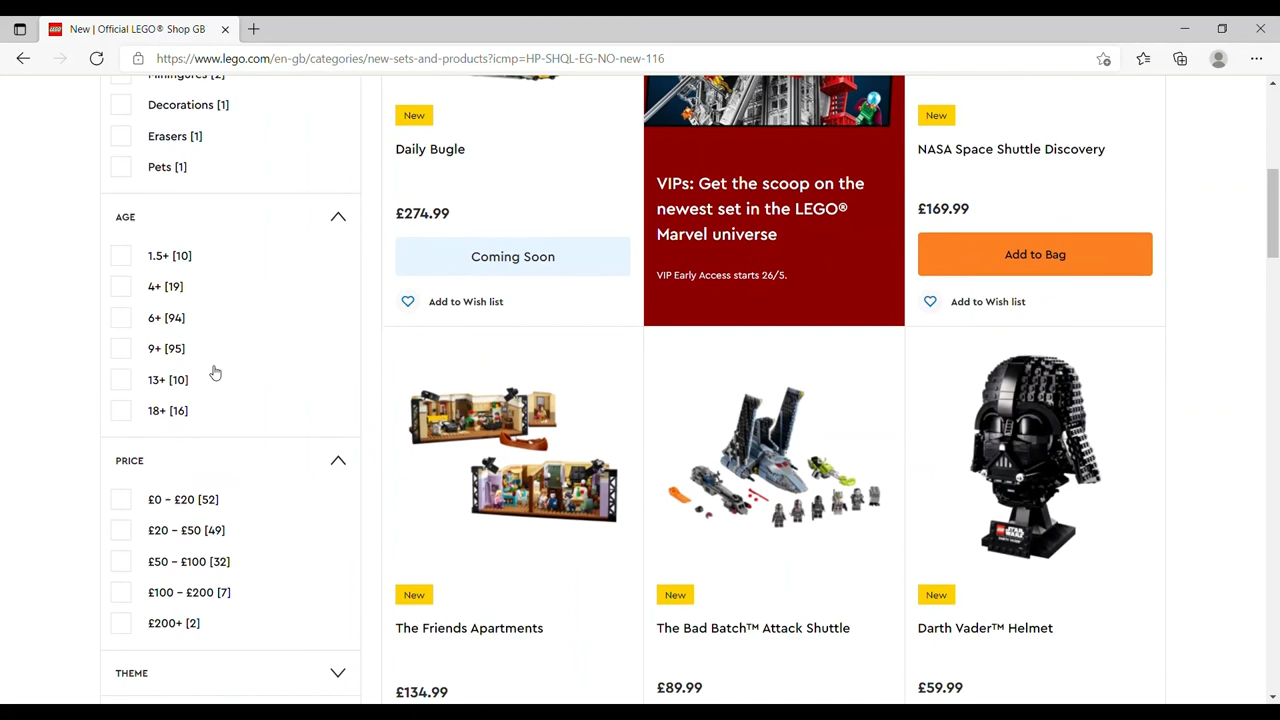 New | Official LEGO® Shop GB
https://www.lego.com/en-gb/categories/new-sets-and-products?icmp=HP-SHQL-EG-NO-new-116
Minifigures [2]
Decorations [1]
Erasers [1]
Pets [1]
AGE
1.5+ [10]
4+ [19]
6+ [94]
9+ [95]
13+ [10]
18+ [16]
PRICE
£0 - £20 [52]
£20 - £50 [49]
£50 - £100 [32]
£100 - £200 [7]
£200+ [2]
THEME
New
Daily Bugle
£274.99
Coming Soon
Add to Wish list
VIPs: Get the scoop on the
newest set in the LEGO®
Marvel universe
VIP Early Access starts 26/5.
New
NASA Space Shuttle Discovery
£169.99
Add to Bag
Add to Wish list
New
The Friends Apartments
£134.99
New
The Bad Batch™ Attack Shuttle
£89.99
STAR
WARS
DARTH VADER™
New
Darth Vader™ Helmet
£59.99